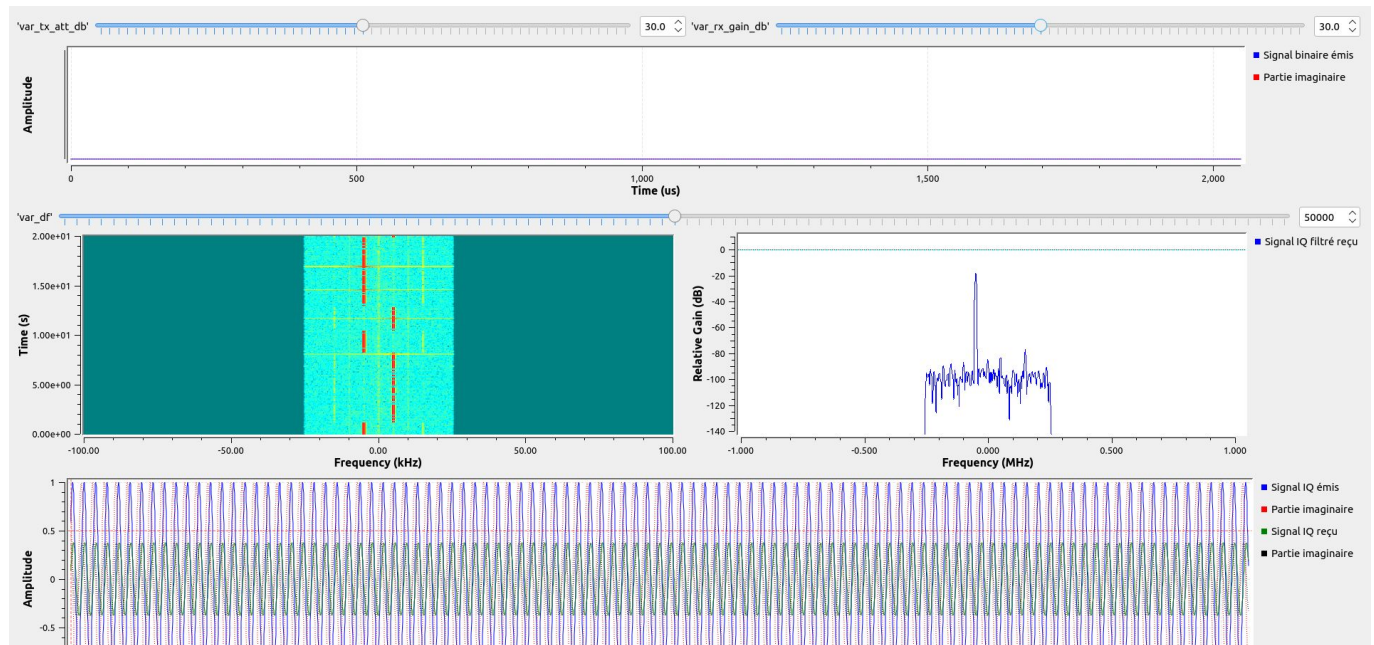 'var_tx_att_db' 30.0 'var_rx_gain_db' 30.0
Amplitude
Signal binaire émis
Partie imaginaire
0 500 1,000 1,500 2,000
Time (us)
'var_df' 50000
Time (s)
2.00e+01
1.50e+01
1.00e+01
5.00e+00
0.00e+00
-100.00 -50.00 0.00 50.00 100.00
Frequency (kHz)
Relative Gain (dB)
0
-20
-40
-60
-80
-100
-120
-140
-1.000 -0.500 0.000 0.500 1.000
Frequency (MHz)
Signal IQ filtré reçu
Amplitude
1
0.5
0
-0.5
Signal IQ émis
Partie imaginaire
Signal IQ reçu
Partie imaginaire